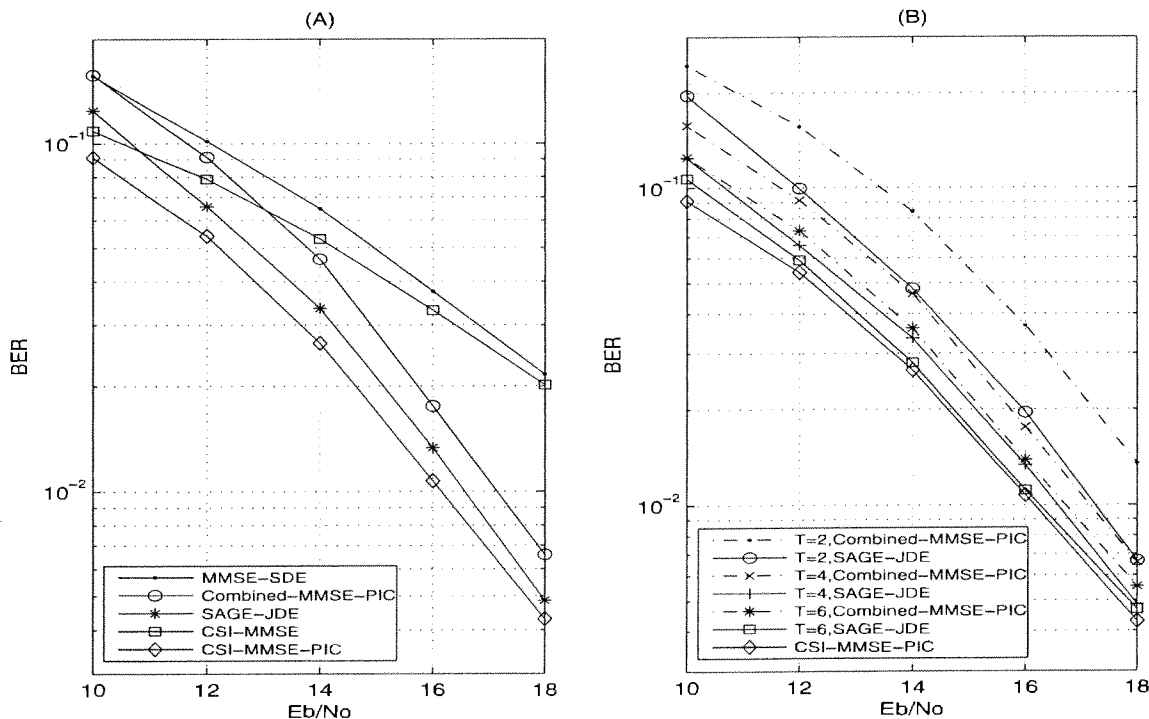 (A)
10^-1
10^-2
BER
10 12 14 16 18
Eb/No
MMSE-SDE
Combined-MMSE-PIC
SAGE-JDE
CSI-MMSE
CSI-MMSE-PIC
(B)
10^-1
10^-2
BER
10 12 14 16 18
Eb/No
T=2,Combined-MMSE-PIC
T=2,SAGE-JDE
T=4,Combined-MMSE-PIC
T=4,SAGE-JDE
T=6,Combined-MMSE-PIC
T=6,SAGE-JDE
CSI-MMSE-PIC